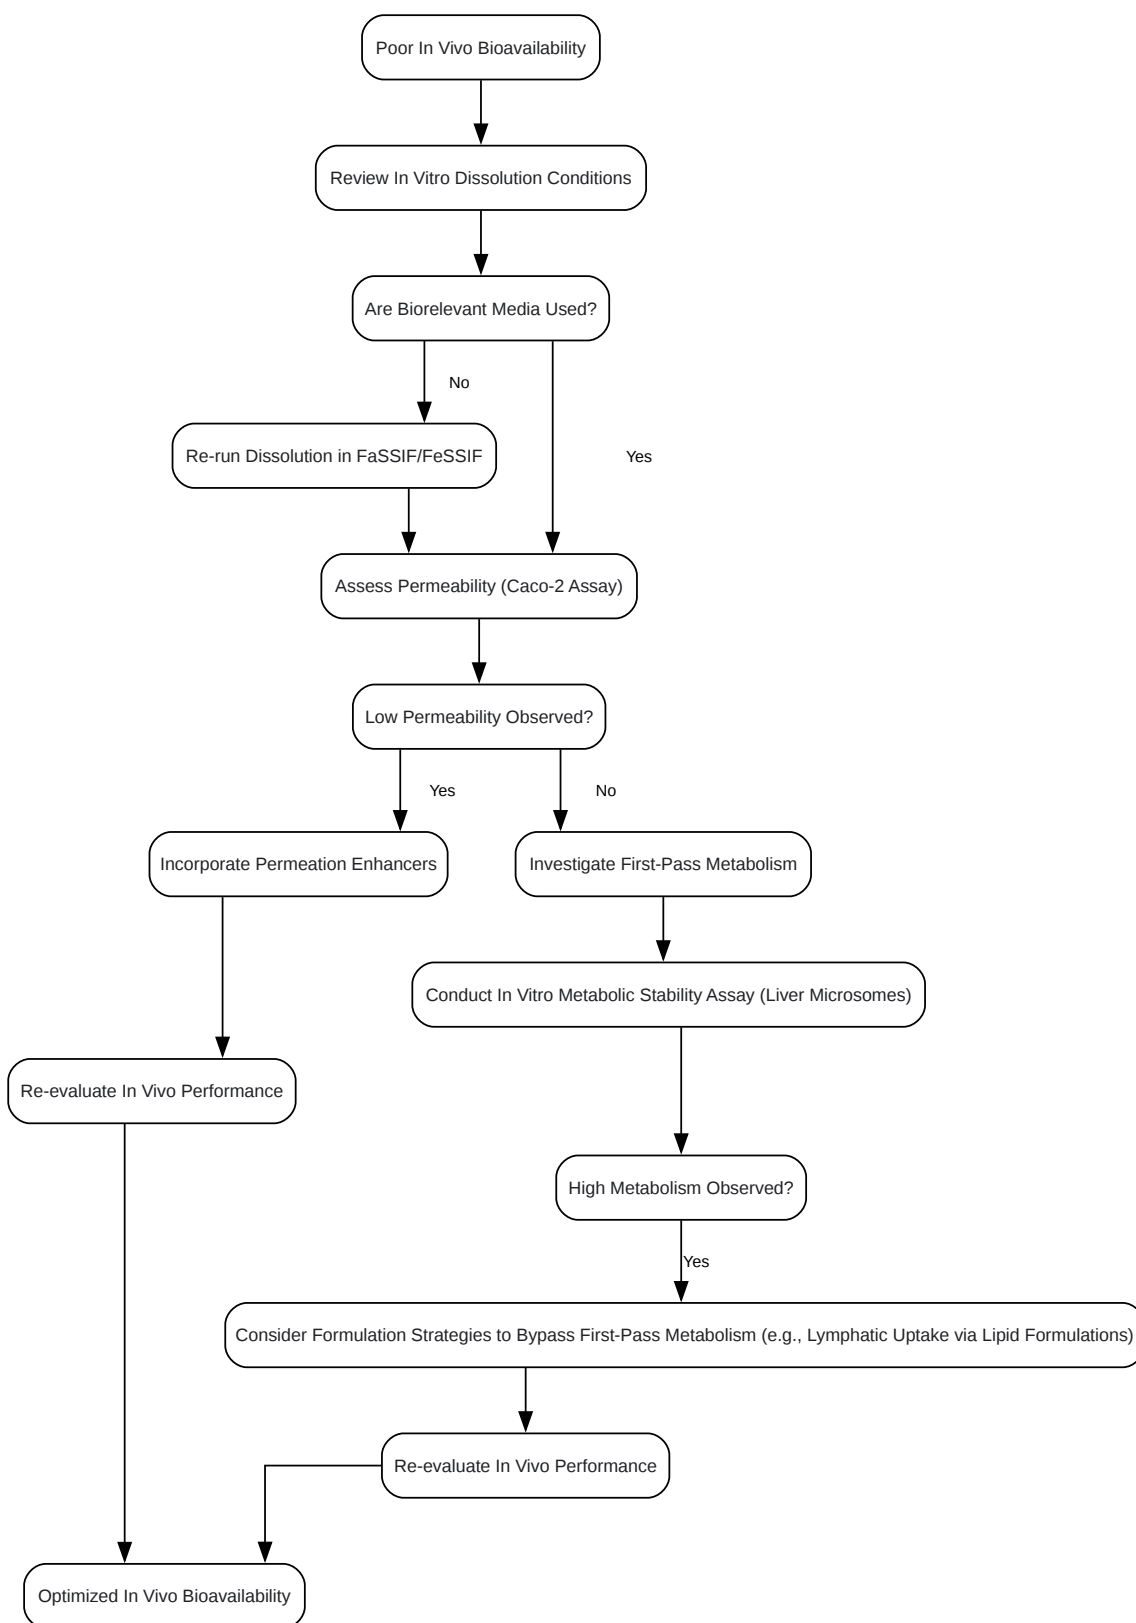 Poor In Vivo Bioavailability
Review In Vitro Dissolution Conditions
Are Biorelevant Media Used?
No
Re-run Dissolution in FaSSIF/FeSSIF
Yes
Assess Permeability (Caco-2 Assay)
Low Permeability Observed?
Yes
No
Incorporate Permeation Enhancers
Investigate First-Pass Metabolism
Conduct In Vitro Metabolic Stability Assay (Liver Microsomes)
Re-evaluate In Vivo Performance
High Metabolism Observed?
Yes
Consider Formulation Strategies to Bypass First-Pass Metabolism (e.g., Lymphatic Uptake via Lipid Formulations)
Re-evaluate In Vivo Performance
Optimized In Vivo Bioavailability